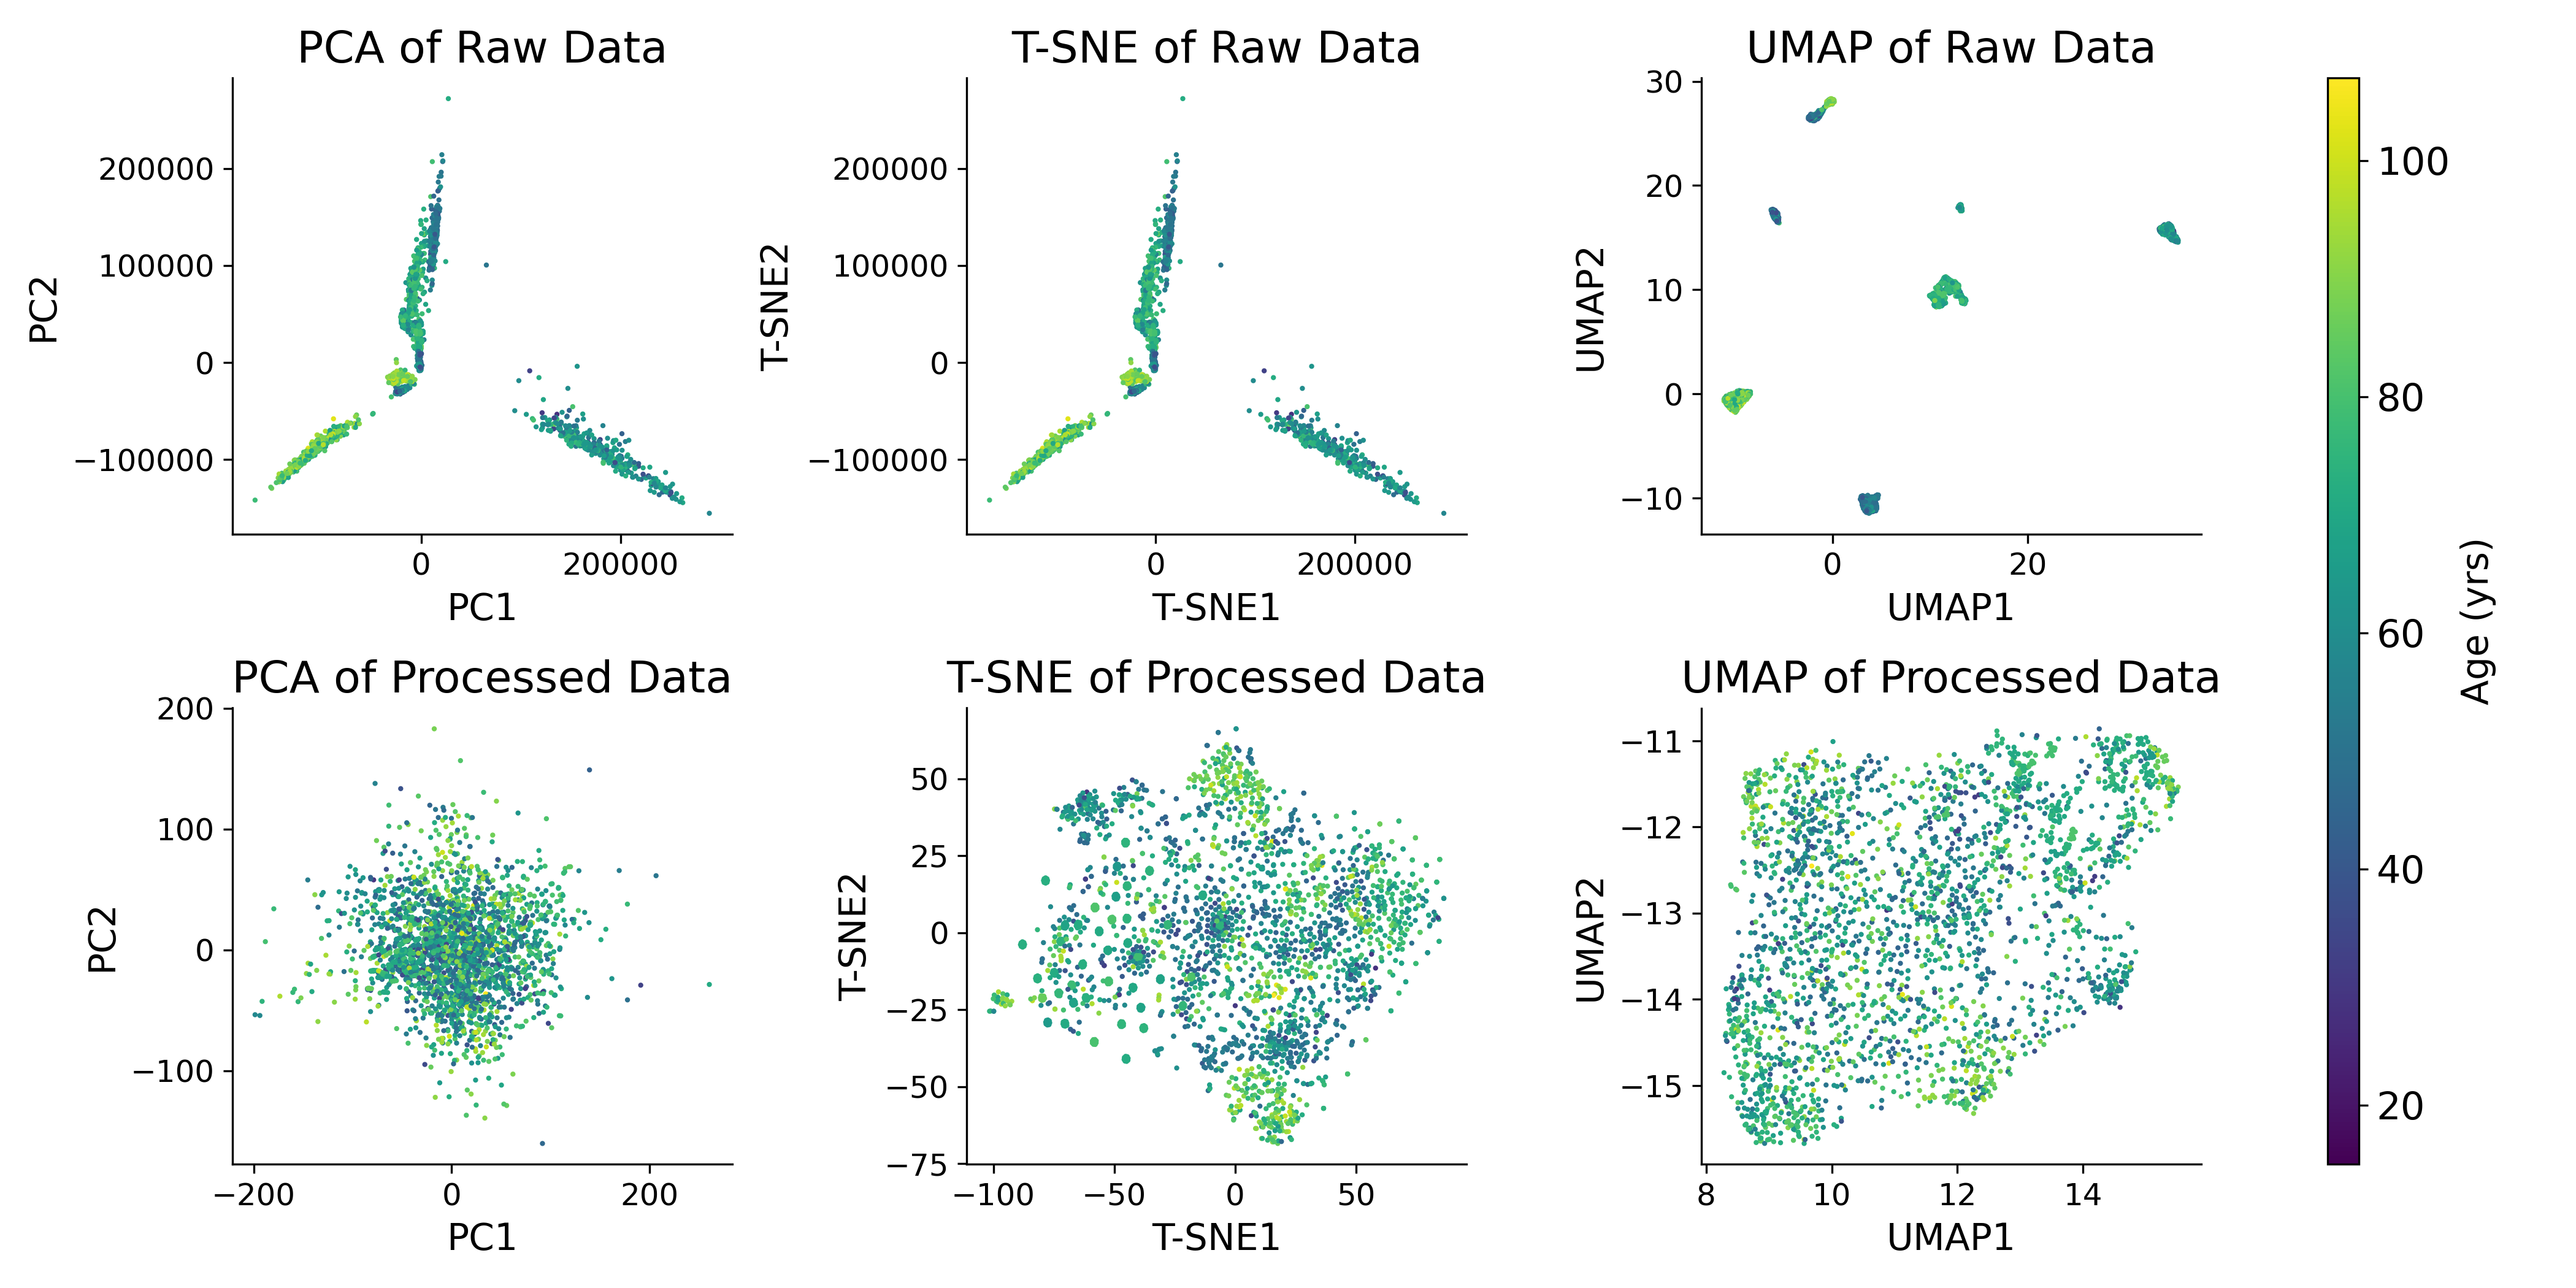 PCA of Raw Data
PC2
200000
100000
0
−100000
0
200000
PC1
T-SNE of Raw Data
T-SNE2
200000
100000
0
−100000
0
200000
T-SNE1
UMAP of Raw Data
UMAP2
30
20
10
0
−10
0
20
UMAP1
PCA of Processed Data
PC2
200
100
0
−100
−200
0
200
PC1
T-SNE of Processed Data
T-SNE2
50
25
0
−25
−50
−75
−100
−50
0
50
T-SNE1
UMAP of Processed Data
UMAP2
−11
−12
−13
−14
−15
8
10
12
14
UMAP1
100
80
60
40
20
Age (yrs)